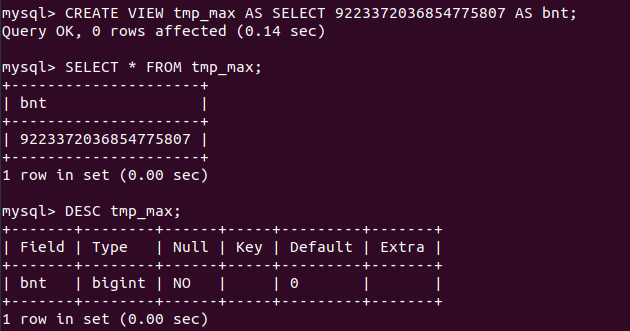 mysql> CREATE VIEW tmp_max AS SELECT 9223372036854775807 AS bnt;
Query OK, 0 rows affected (0.14 sec)
mysql> SELECT * FROM tmp_max;
+---------------------+
| bnt                 |
+---------------------+
| 9223372036854775807 |
+---------------------+
1 row in set (0.00 sec)
mysql> DESC tmp_max;
+-------+--------+------+-----+---------+-------+
| Field | Type   | Null | Key | Default | Extra |
+-------+--------+------+-----+---------+-------+
| bnt   | bigint | NO   |     | 0       |       |
+-------+--------+------+-----+---------+-------+
1 row in set (0.00 sec)